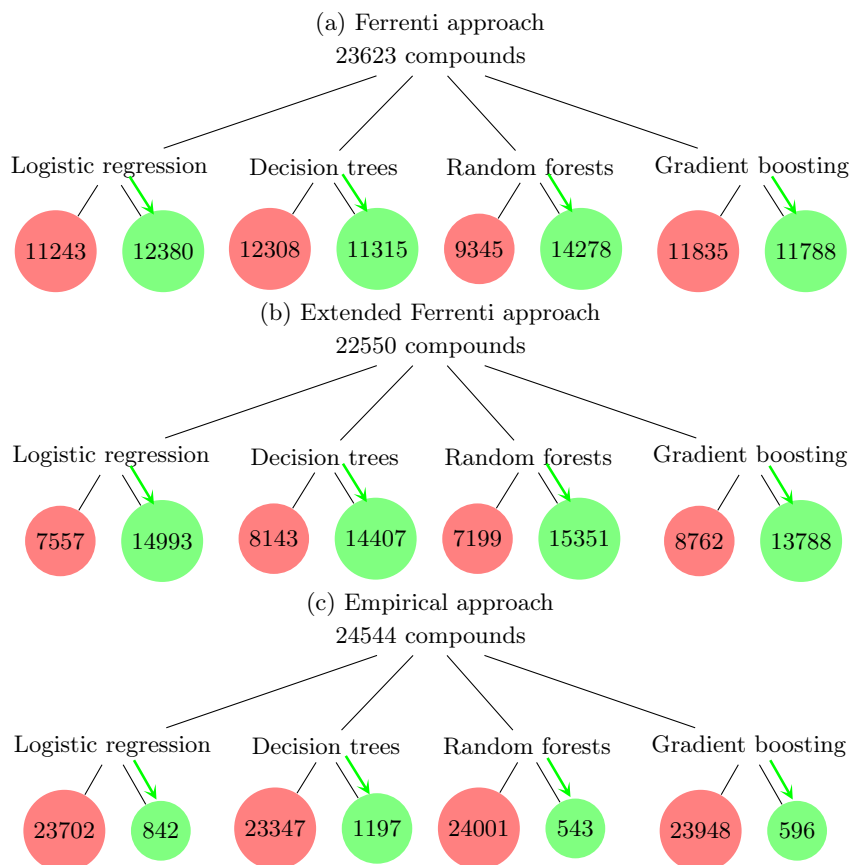 (a) Ferrenti approach
23623 compounds
Logistic regression Decision trees Random forests Gradient boosting
11243 12380 12308 11315 9345 14278 11835 11788
(b) Extended Ferrenti approach
22550 compounds
Logistic regression Decision trees Random forests Gradient boosting
7557 14993 8143 14407 7199 15351 8762 13788
(c) Empirical approach
24544 compounds
Logistic regression Decision trees Random forests Gradient boosting
23702 842 23347 1197 24001 543 23948 596